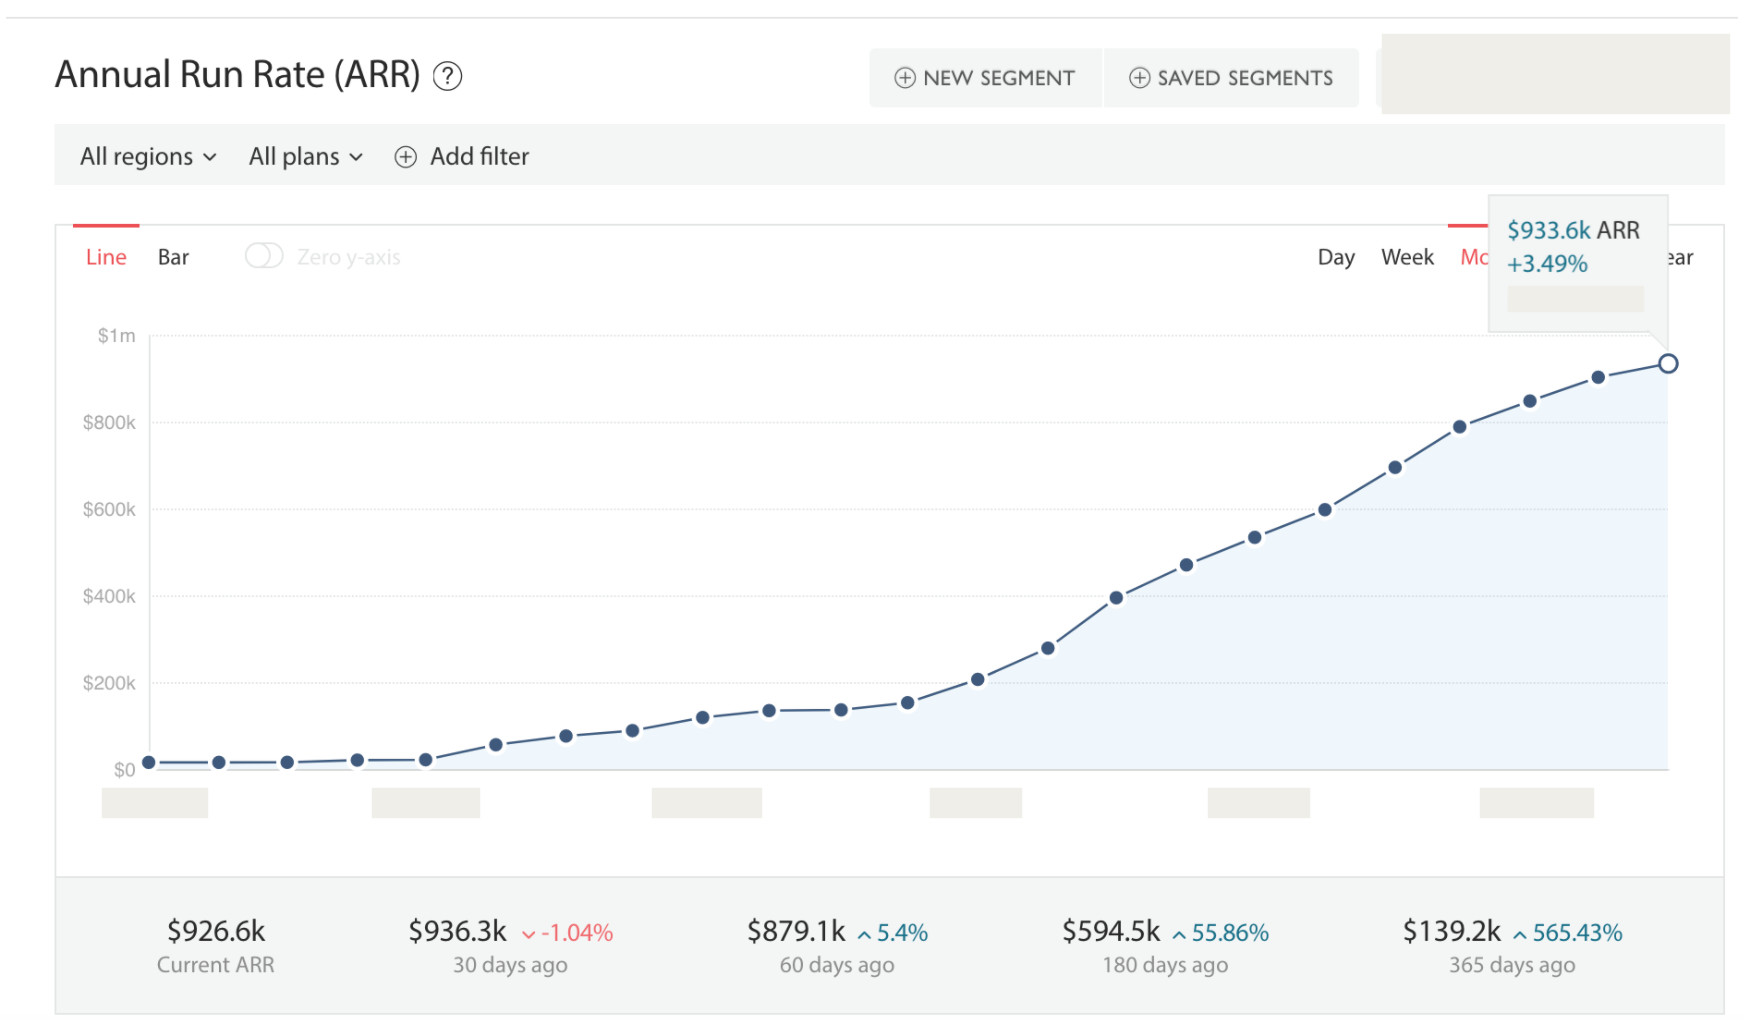 Annual Run Rate (ARR) ?
NEW SEGMENT
SAVED SEGMENTS
All regions
All plans
Add filter
Line
Bar
Zero y-axis
Day
Week
Mo
ear
$933.6k ARR
+3.49%
$1m
$800k
$600k
$400k
$200k
$0
$926.6k
Current ARR
$936.3k -1.04%
30 days ago
$879.1k 5.4%
60 days ago
$594.5k 55.86%
180 days ago
$139.2k 565.43%
365 days ago